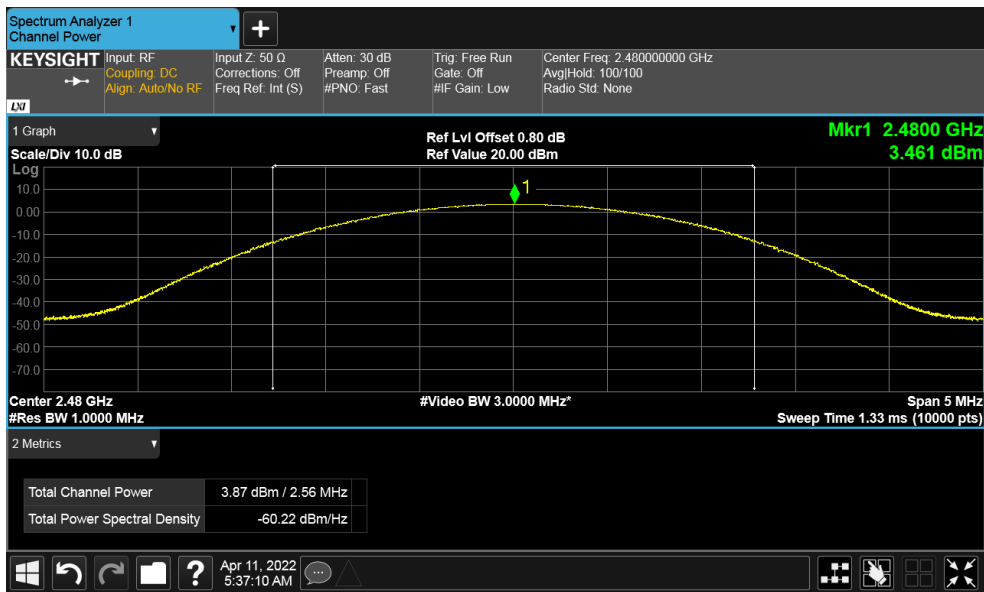 Spectrum Analyzer 1
Channel Power
+
KEYSIGHT
Input: RF
Coupling: DC
Align: Auto/No RF
Input Z: 50 Ω
Corrections: Off
Freq Ref: Int (S)
Atten: 30 dB
Preamp: Off
#PNO: Fast
Trig: Free Run
Gate: Off
#IF Gain: Low
Center Freq: 2.480000000 GHz
Avg|Hold: 100/100
Radio Std: None
LXI
1 Graph
Scale/Div 10.0 dB
Ref Lvl Offset 0.80 dB
Ref Value 20.00 dBm
Mkr1 2.4800 GHz
3.461 dBm
Log
10.0
0.00
-10.0
-20.0
-30.0
-40.0
-50.0
-60.0
-70.0
1
Center 2.48 GHz
#Res BW 1.0000 MHz
#Video BW 3.0000 MHz*
Span 5 MHz
Sweep Time 1.33 ms (10000 pts)
2 Metrics
Total Channel Power 3.87 dBm / 2.56 MHz
Total Power Spectral Density -60.22 dBm/Hz
?
Apr 11, 2022
5:37:10 AM